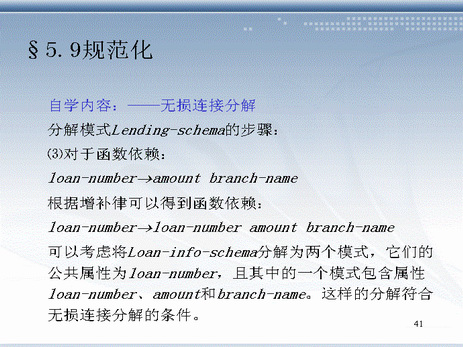 §5.9规范化
自学内容：——无损连接分解
分解模式Lending-schema的步骤：
⑶对于函数依赖：
loan-number→amount branch-name
根据增补律可以得到函数依赖：
loan-number→loan-number amount branch-name
可以考虑将Loan-info-schema分解为两个模式，它们的
公共属性为loan-number，且其中的一个模式包含属性
loan-number、amount和branch-name。这样的分解符合
无损连接分解的条件。
41